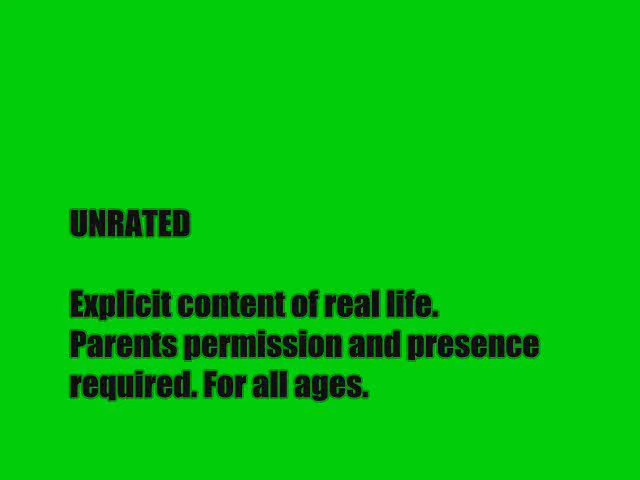 UNRATED
Explicit content of real life.
Parents permission and presence
required. For all ages.